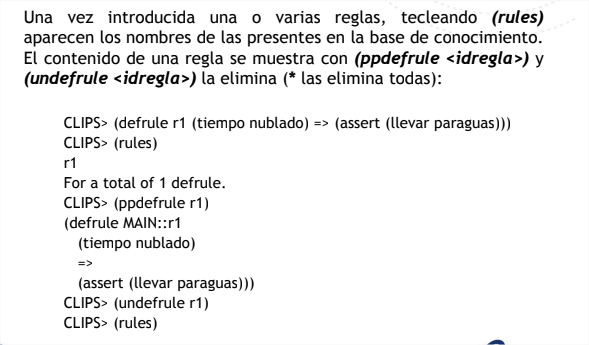 Una vez introducida una o varias reglas, tecleando (rules)
aparecen los nombres de las presentes en la base de conocimiento.
El contenido de una regla se muestra con (ppdefrule <idregla>) y
(undefrule <idregla>) la elimina (* las elimina todas):
CLIPS> (defrule r1 (tiempo nublado) => (assert (llevar paraguas)))
CLIPS> (rules)
r1
For a total of 1 defrule.
CLIPS> (ppdefrule r1)
(defrule MAIN::r1
(tiempo nublado)
=>
(assert (llevar paraguas)))
CLIPS> (undefrule r1)
CLIPS> (rules)